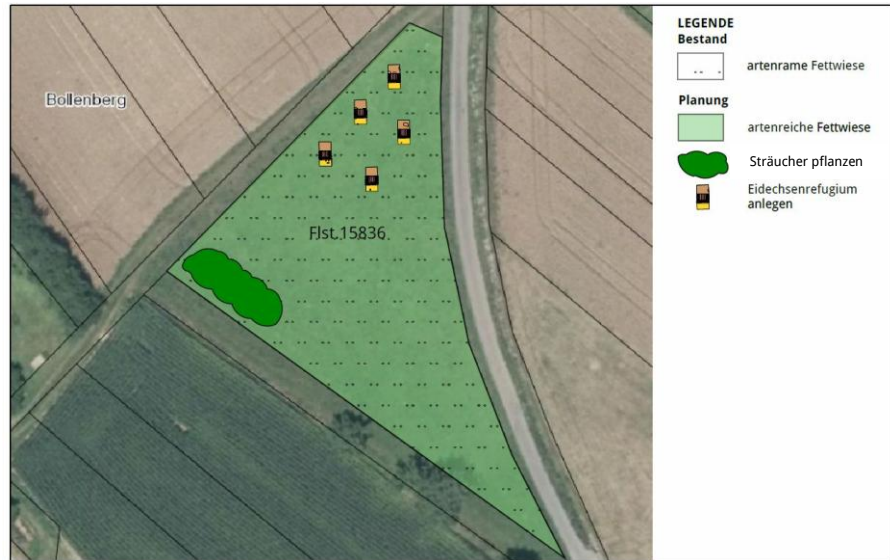 Bollenberg
Flst.15836
LEGENDE
Bestand
artenrame Fettwiese
Planung
artenreiche Fettwiese
Sträucher pflanzen
Eidechsenrefugium
anlegen